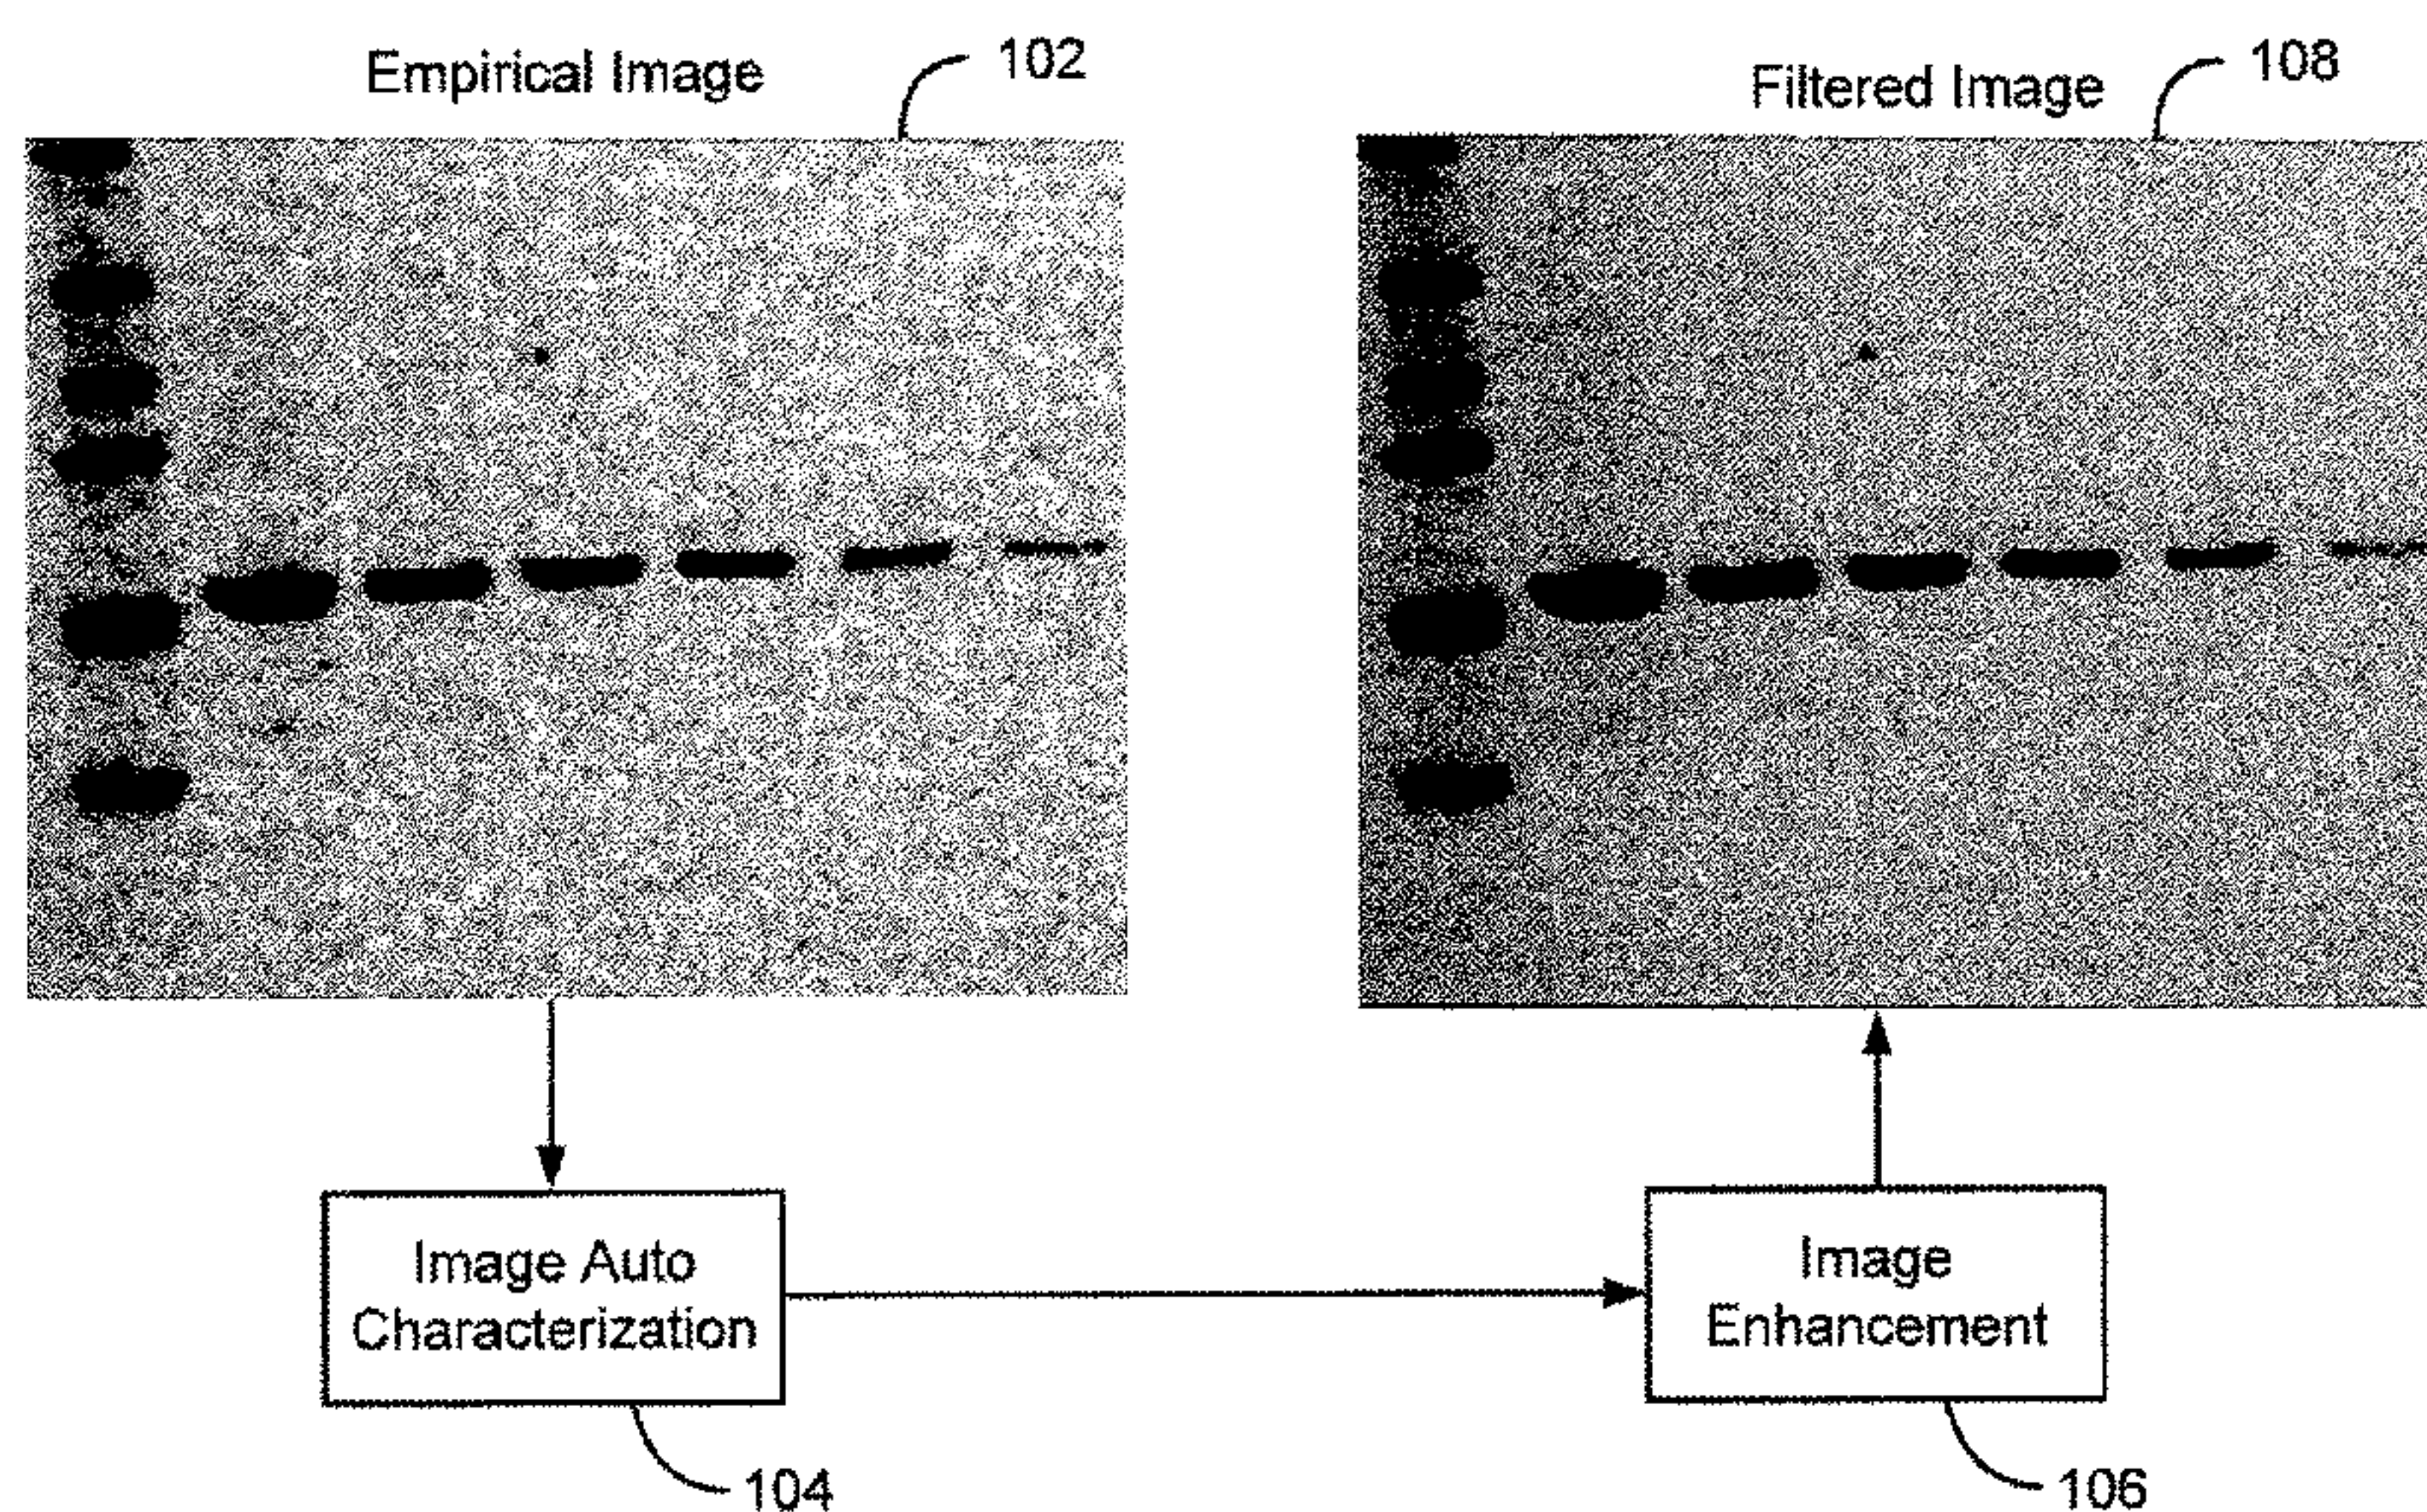 Empirical Image
102
Filtered Image
108
Image Auto
Characterization
104
Image
Enhancement
106